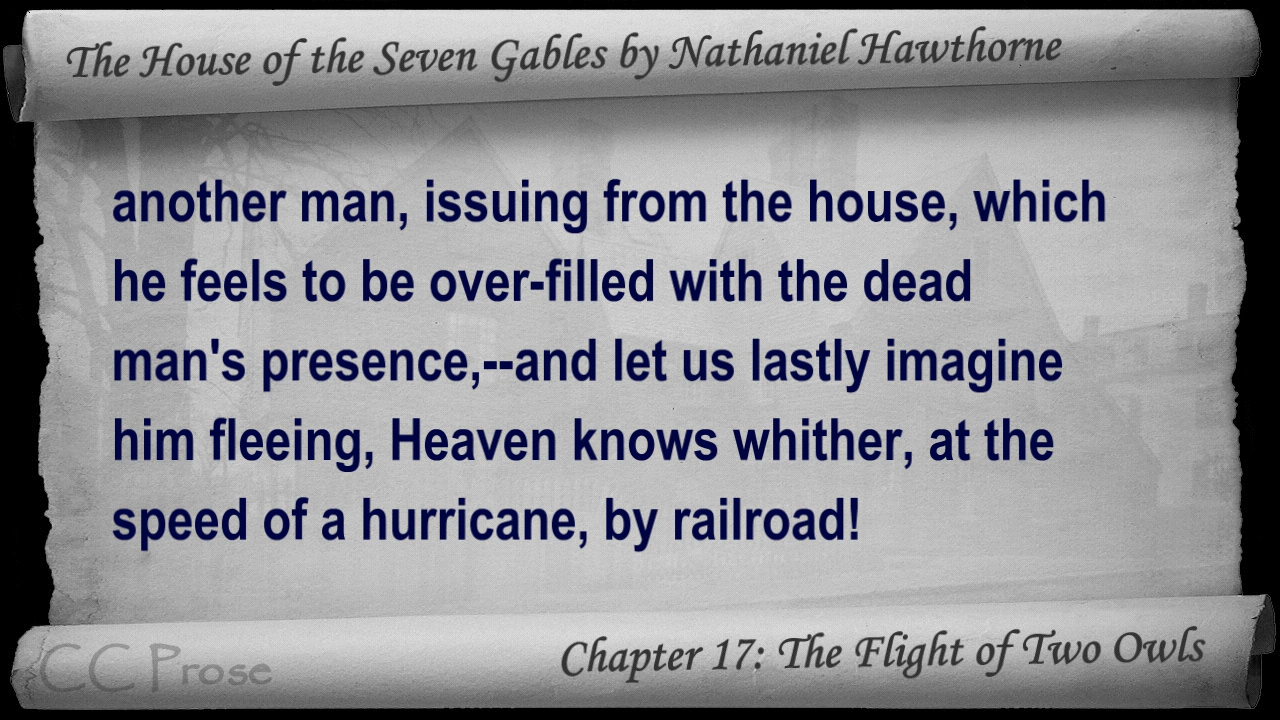 The House of the Seven Gables by Nathaniel Hawthorne
another man, issuing from the house, which
he feels to be over-filled with the dead
man's presence,--and let us lastly imagine
him fleeing, Heaven knows whither, at the
speed of a hurricane, by railroad!
CC Prose
Chapter 17: The Flight of Two Owls